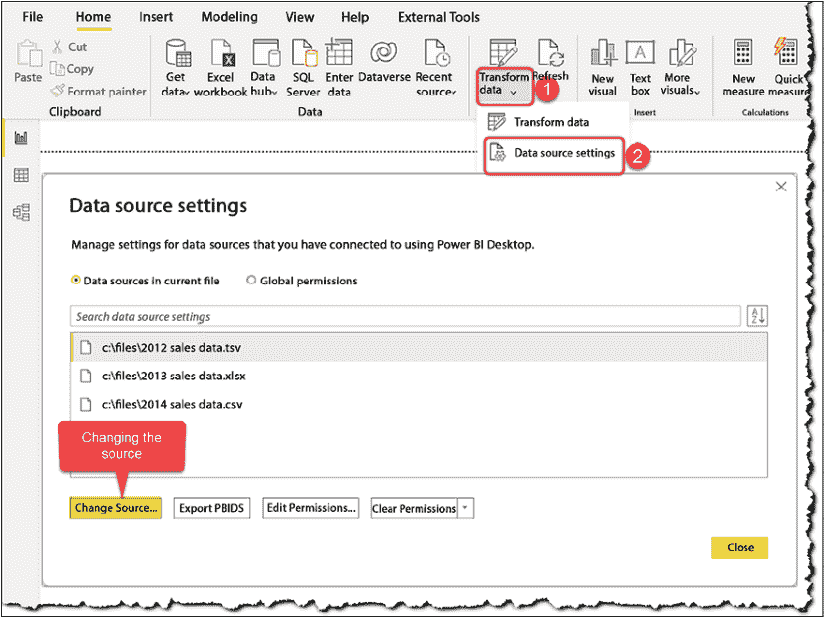 File Home Insert Modeling View Help External Tools
Paste
Cut
Copy
Format painter
Clipboard
Get
data
Excel
workbook
Data
hub
SQL
Server
Enter
data
Dataverse
Recent
sources
Data
Transform
data
1
Refresh
New
visual
Text
box
More
visuals
Insert
New
measure
Quick
measure
Calculations
Transform data
Data source settings
2
Data source settings
Manage settings for data sources that you have connected to using Power BI Desktop.
Data sources in current file Global permissions
Search data source settings
A
Z
c:\files\2012 sales data.tsv
c:\files\2013 sales data.xlsx
c:\files\2014 sales data.csv
Changing the
source
Change Source... Export PBIDS Edit Permissions... Clear Permissions
Close